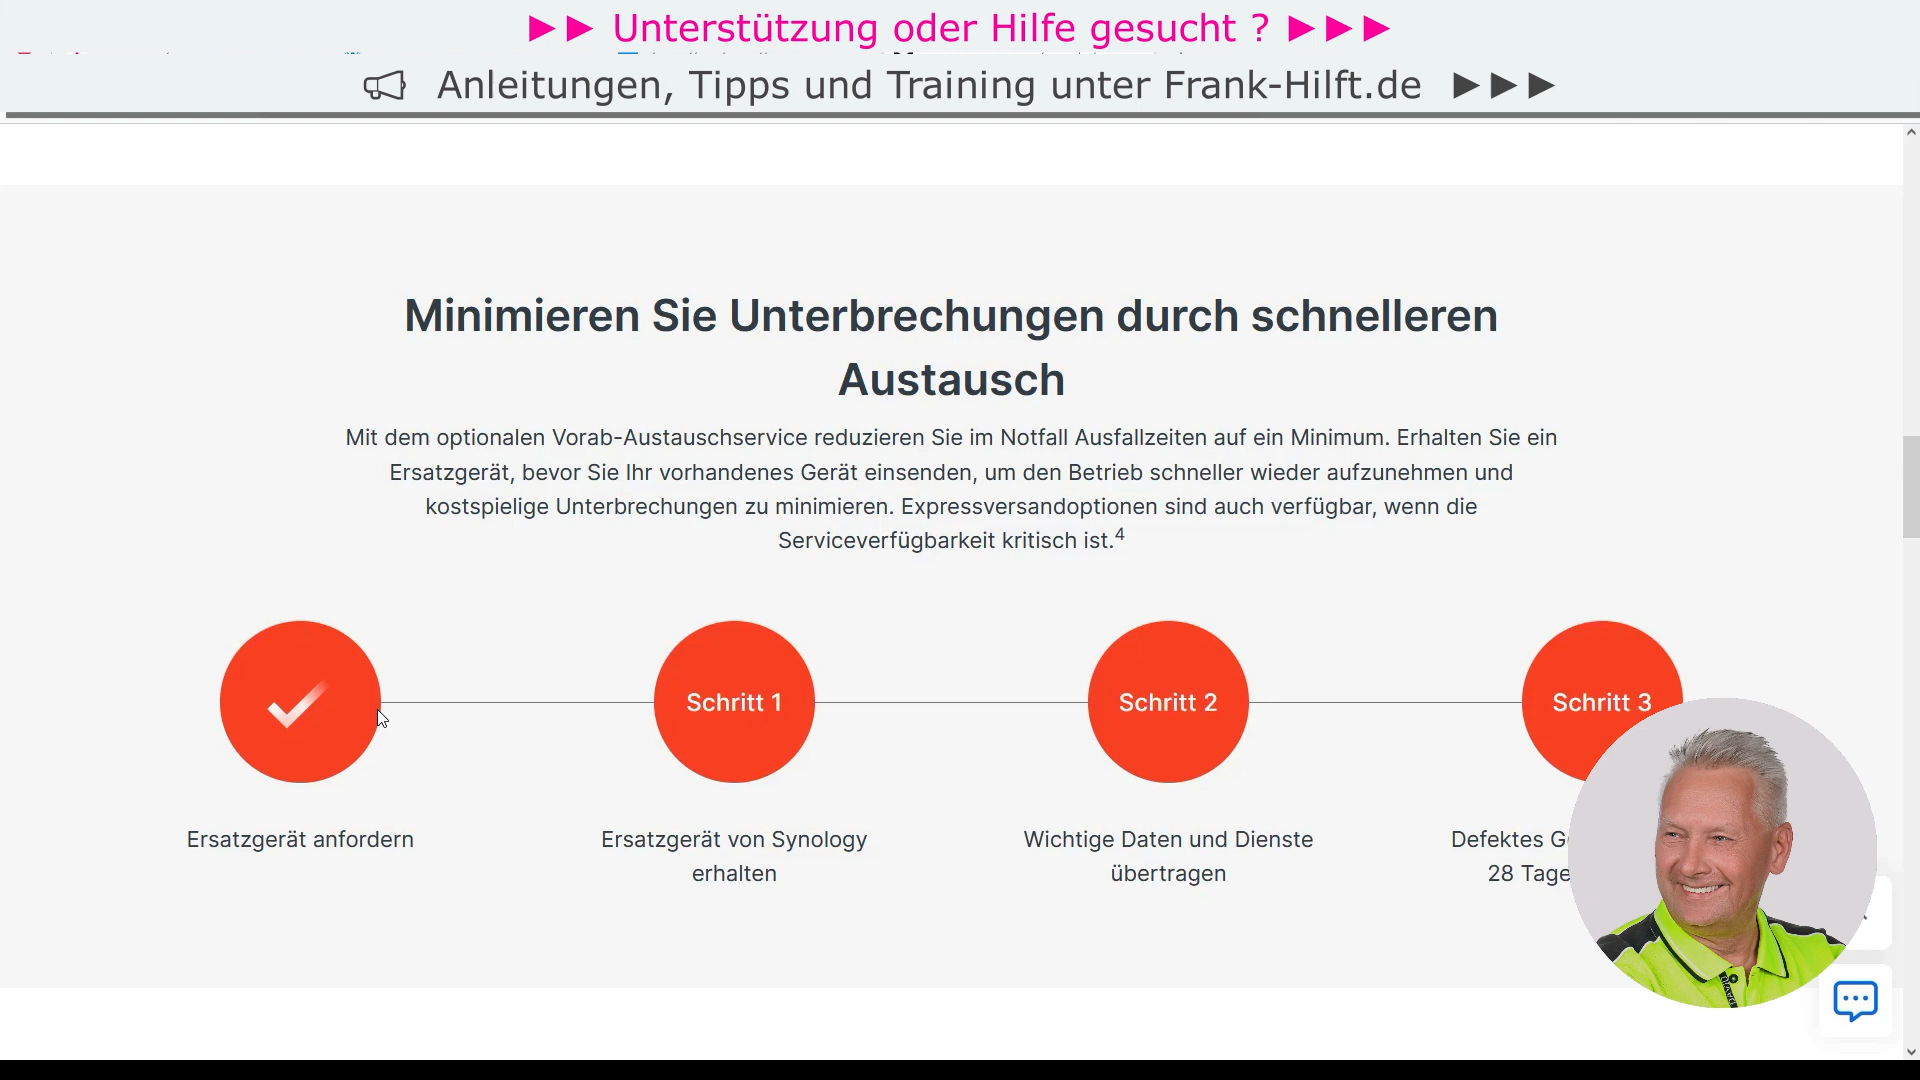 ►► Unterstützung oder Hilfe gesucht ? ►►►
Anleitungen, Tipps und Training unter Frank-Hilft.de ►►►
Minimieren Sie Unterbrechungen durch schnelleren
Austausch
Mit dem optionalen Vorab-Austauschservice reduzieren Sie im Notfall Ausfallzeiten auf ein Minimum. Erhalten Sie ein
Ersatzgerät, bevor Sie Ihr vorhandenes Gerät einsenden, um den Betrieb schneller wieder aufzunehmen und
kostspielige Unterbrechungen zu minimieren. Expressversandoptionen sind auch verfügbar, wenn die
Serviceverfügbarkeit kritisch ist.⁴
Schritt 1
Schritt 2
Schritt 3
Ersatzgerät anfordern
Ersatzgerät von Synology
erhalten
Wichtige Daten und Dienste
übertragen
Defektes
28 Tage